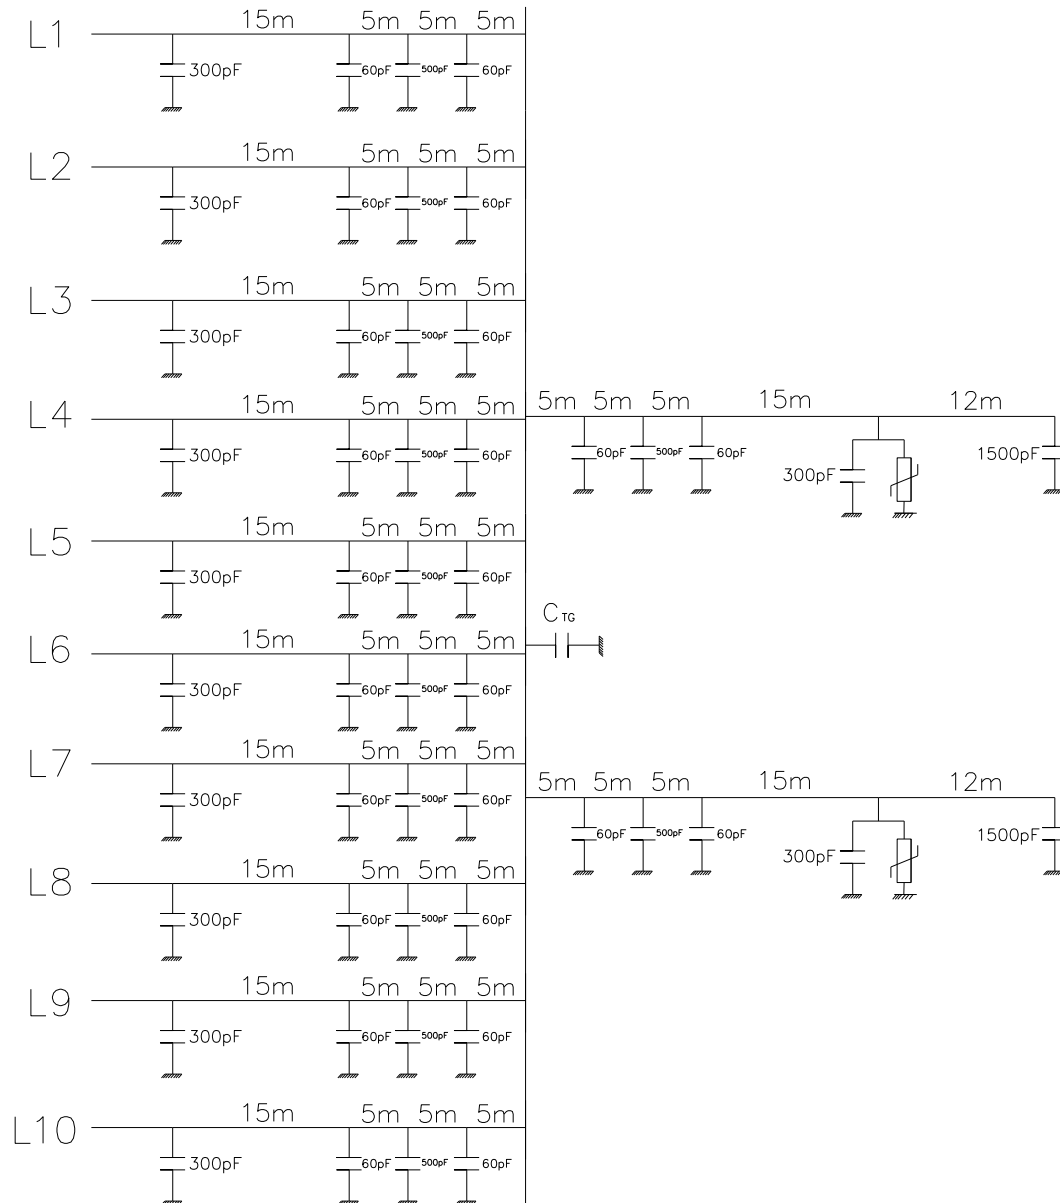 15m 5m 5m 5m
L1
300pF 60pF 500pF 60pF
15m 5m 5m 5m
L2
300pF 60pF 500pF 60pF
15m 5m 5m 5m
L3
300pF 60pF 500pF 60pF
15m 5m 5m 5m
L4
300pF 60pF 500pF 60pF
5m 5m 5m 15m 12m
60pF 500pF 60pF 300pF 1500pF
15m 5m 5m 5m
L5
300pF 60pF 500pF 60pF
C TG
15m 5m 5m 5m
L6
300pF 60pF 500pF 60pF
15m 5m 5m 5m
L7
300pF 60pF 500pF 60pF
5m 5m 5m 15m 12m
60pF 500pF 60pF 300pF 1500pF
15m 5m 5m 5m
L8
300pF 60pF 500pF 60pF
15m 5m 5m 5m
L9
300pF 60pF 500pF 60pF
15m 5m 5m 5m
L10
300pF 60pF 500pF 60pF